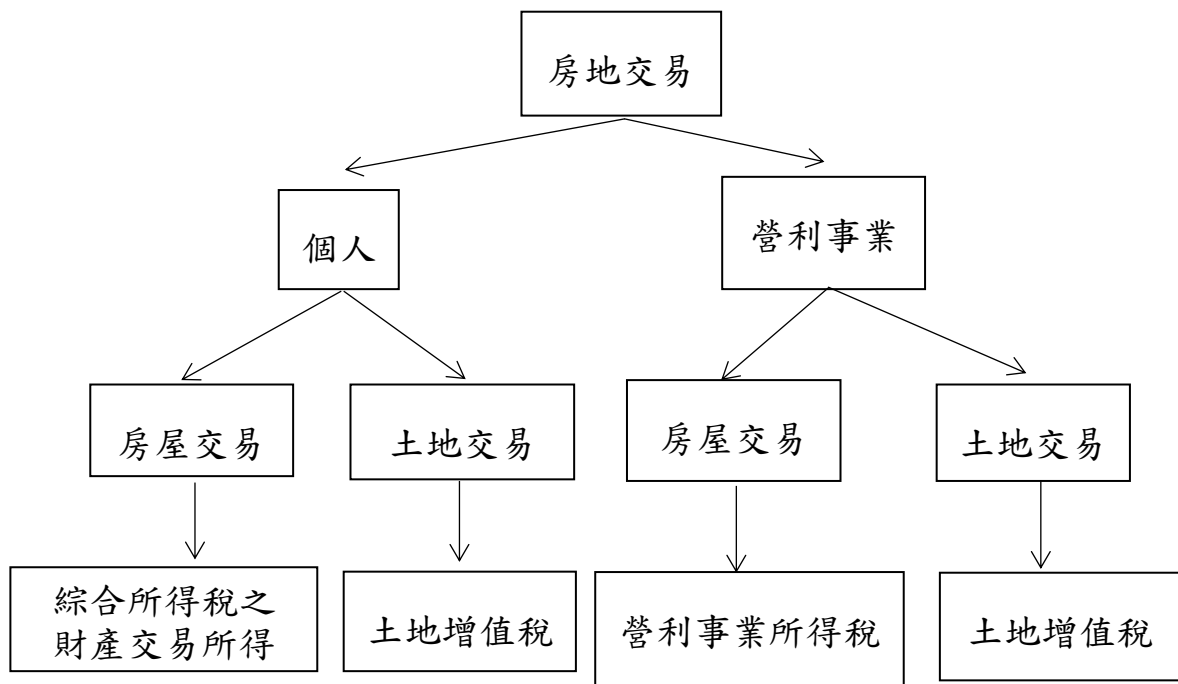 房地交易
個人
營利事業
房屋交易
土地交易
房屋交易
土地交易
綜合所得稅之
財產交易所得
土地增值稅
營利事業所得稅
土地增值稅